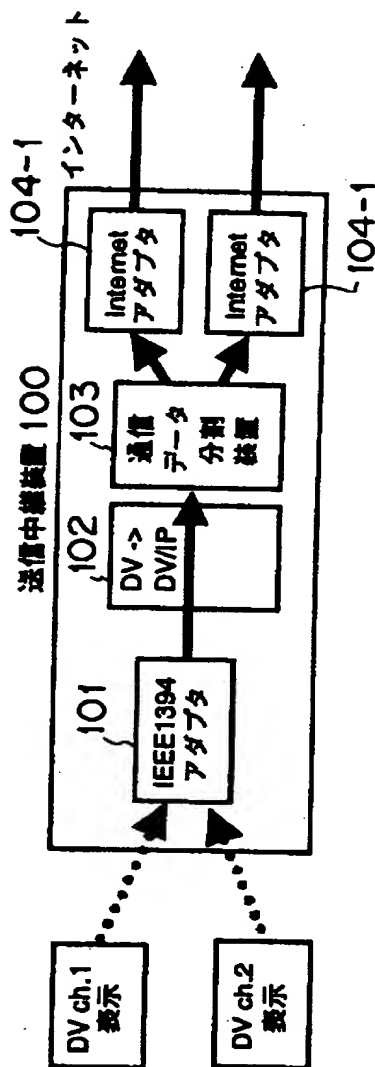 送信中継装置 100
DV ch.1
表示
DV ch.2
表示
101
IEEE1394
アダプタ
102
DV ->
DV/IP
103
通信
データ
分割
装置
104-1
Internet
アダプタ
インターネット
Internet
アダプタ
104-1